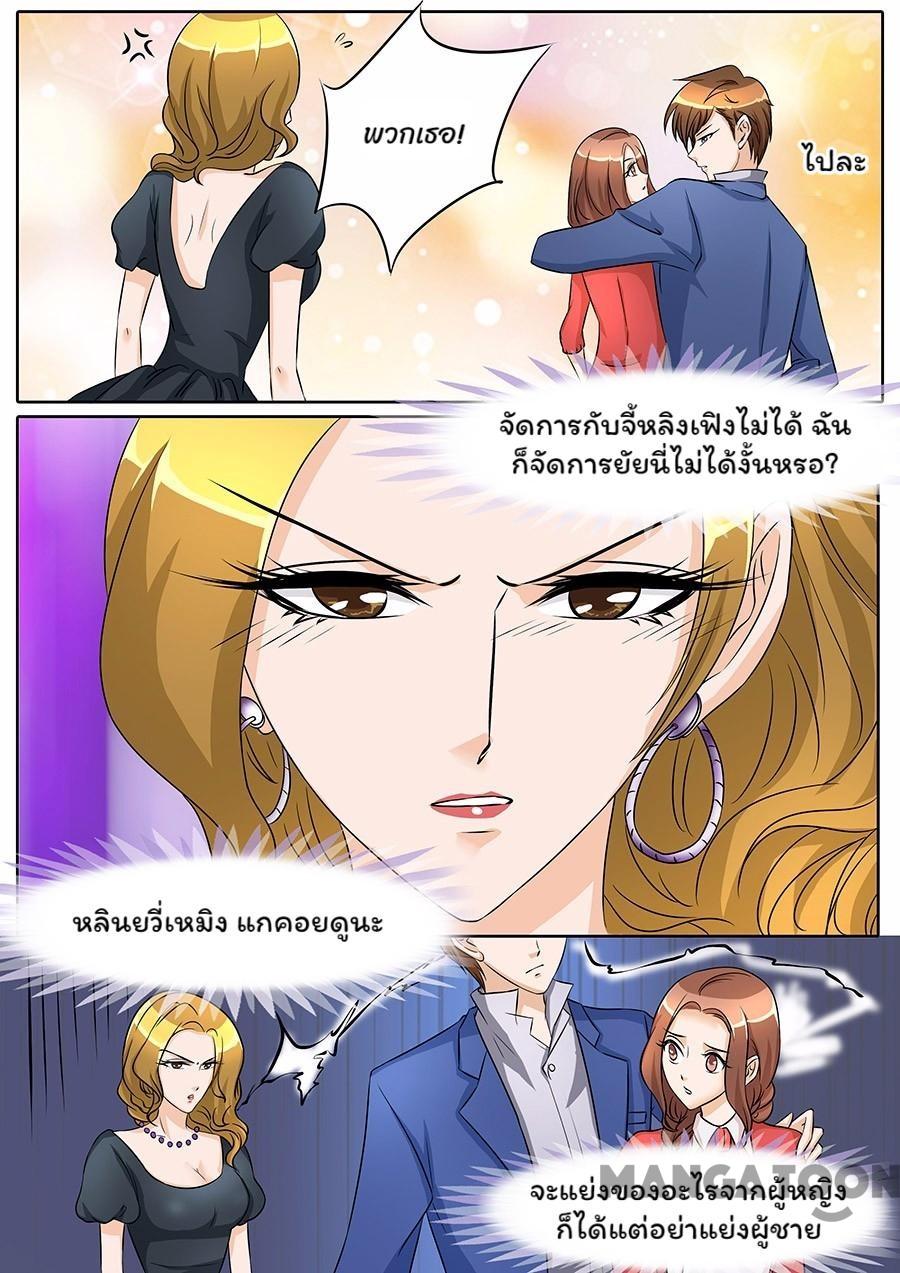 พวกเธอ!
ไปละ
จัดการกับจี้หลิงเฟิงไม่ได้ ฉัน
ก็จัดการยัยนี่ไม่ได้งั้นหรอ?
หลินยวี่เหมิง แกคอยดูนะ
MANGATOON
จะแย่งของอะไรจากผู้หญิง
ก็ได้แต่อย่าแย่งผู้ชาย